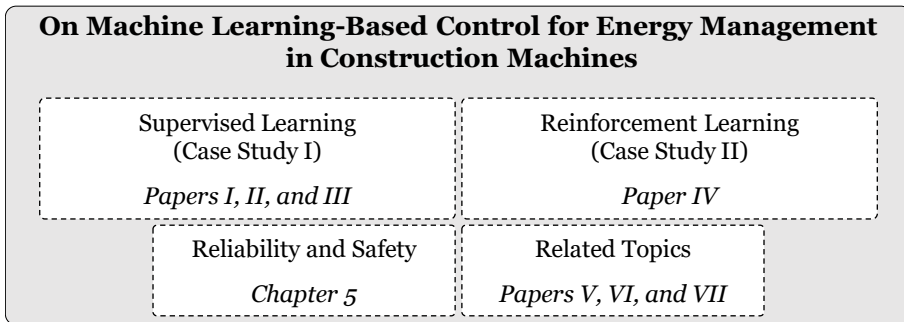 On Machine Learning-Based Control for Energy Management
in Construction Machines
Supervised Learning
(Case Study I)
Papers I, II, and III
Reinforcement Learning
(Case Study II)
Paper IV
Reliability and Safety
Chapter 5
Related Topics
Papers V, VI, and VII